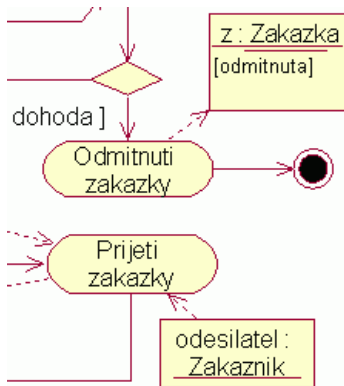 z : Zakazka
[odmitnuta]
dohoda ]
Odmitnuti
zakazky
Prijeti
zakazky
odesilatel :
Zakaznik